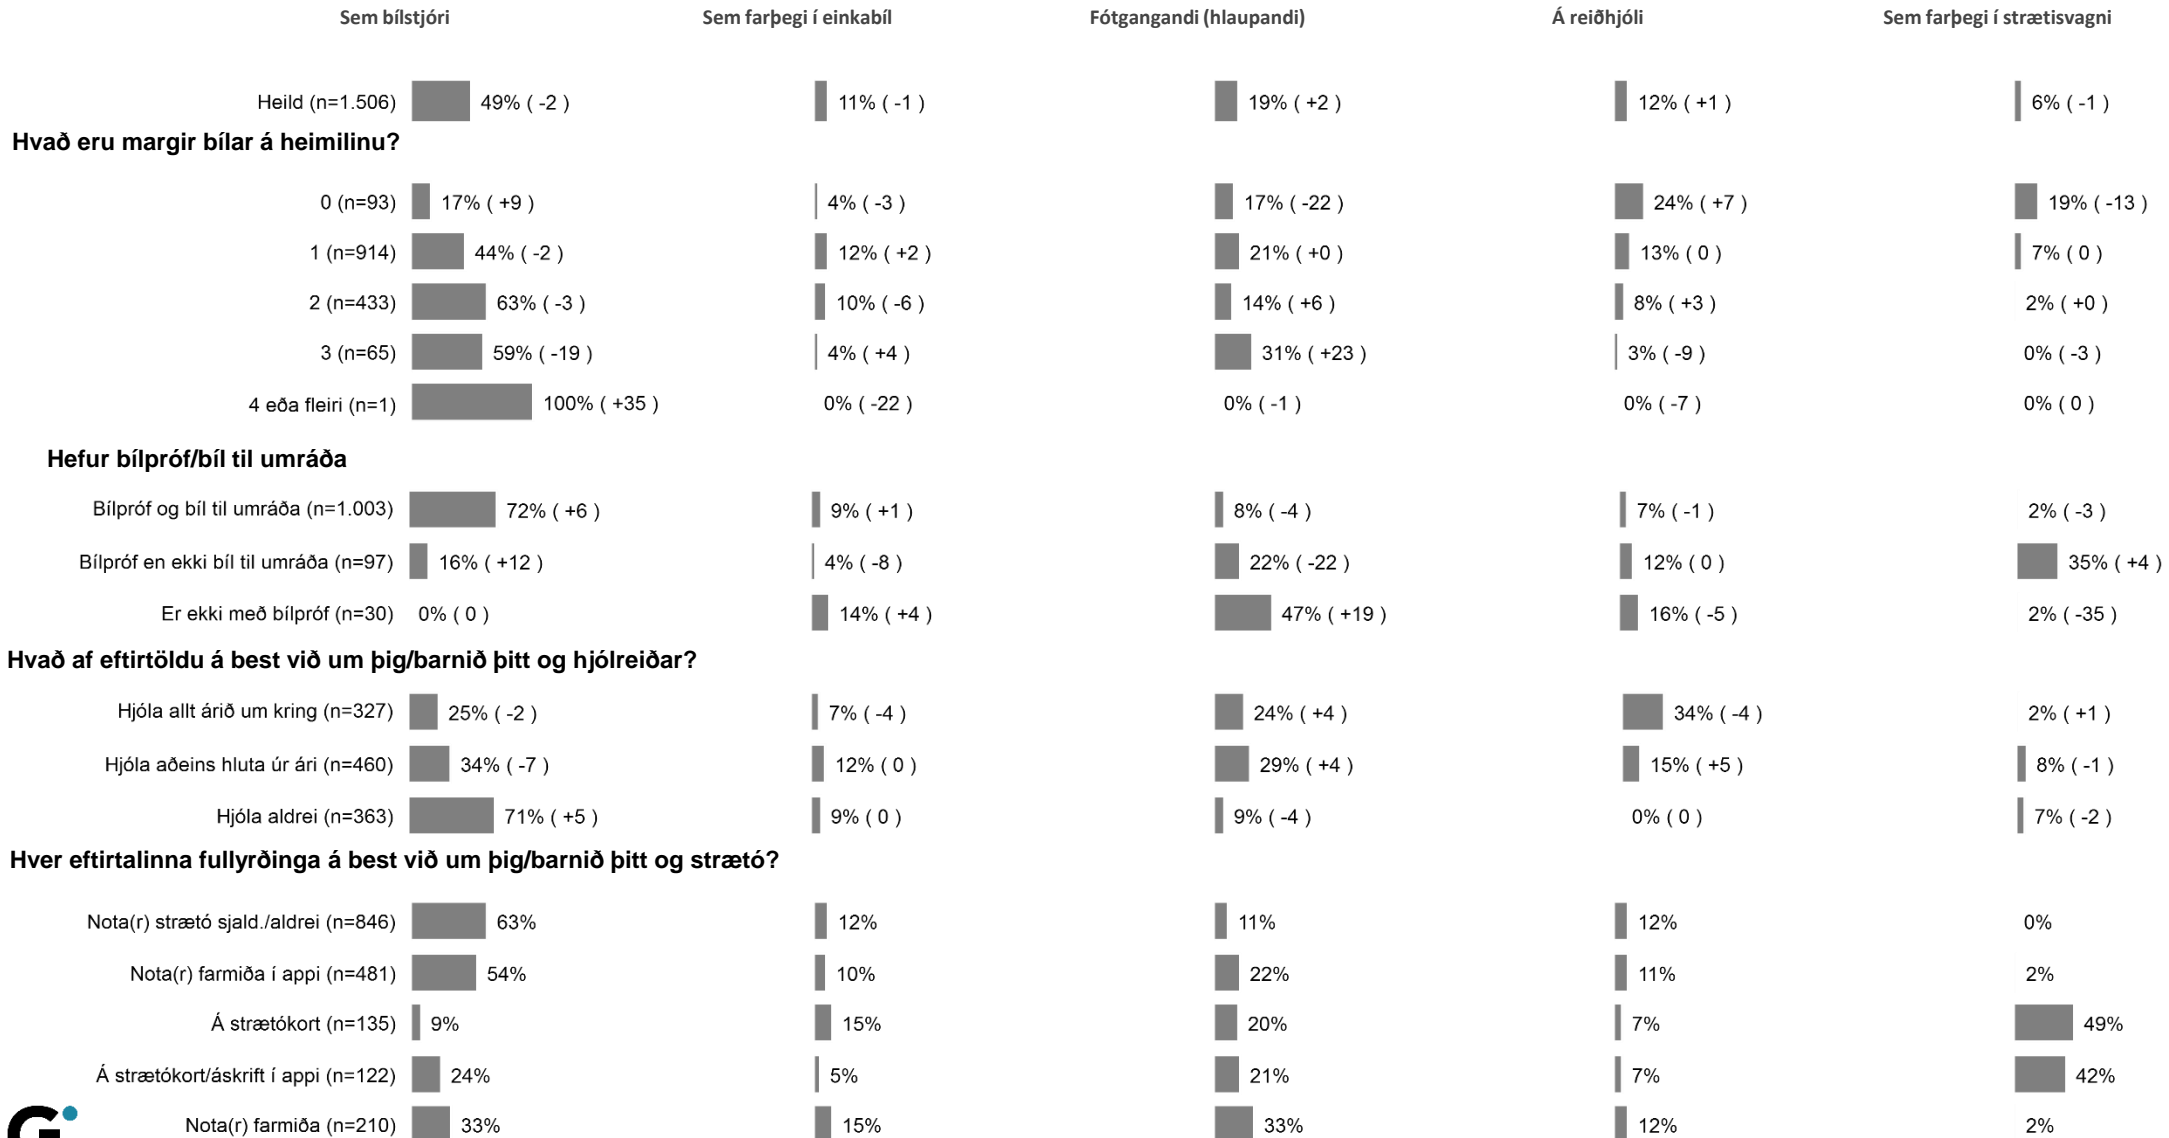 Sem bílstjóri Sem farþegi í einkabíl Fótgangandi (hlaupandi) Á reiðhjóli Sem farþegi í strætisvagni
Heild (n=1.506) 49% ( -2 ) 11% ( -1 ) 19% ( +2 ) 12% ( +1 ) 6% ( -1 )
Hvað eru margir bílar á heimilinu?
0 (n=93) 17% ( +9 ) 4% ( -3 ) 17% ( -22 ) 24% ( +7 ) 19% ( -13 )
1 (n=914) 44% ( -2 ) 12% ( +2 ) 21% ( +0 ) 13% ( 0 ) 7% ( 0 )
2 (n=433) 63% ( -3 ) 10% ( -6 ) 14% ( +6 ) 8% ( +3 ) 2% ( +0 )
3 (n=65) 59% ( -19 ) 4% ( +4 ) 31% ( +23 ) 3% ( -9 ) 0% ( -3 )
4 eða fleiri (n=1) 100% ( +35 ) 0% ( -22 ) 0% ( -1 ) 0% ( -7 ) 0% ( 0 )
Hefur bílpróf/bíl til umráða
Bílpróf og bíl til umráða (n=1.003) 72% ( +6 ) 9% ( +1 ) 8% ( -4 ) 7% ( -1 ) 2% ( -3 )
Bílpróf en ekki bíl til umráða (n=97) 16% ( +12 ) 4% ( -8 ) 22% ( -22 ) 12% ( 0 ) 35% ( +4 )
Er ekki með bílpróf (n=30) 0% ( 0 ) 14% ( +4 ) 47% ( +19 ) 16% ( -5 ) 2% ( -35 )
Hvað af eftirtöldu á best við um þig/barnið þitt og hjólreiðar?
Hjóla allt árið um kring (n=327) 25% ( -2 ) 7% ( -4 ) 24% ( +4 ) 34% ( -4 ) 2% ( +1 )
Hjóla aðeins hluta úr ári (n=460) 34% ( -7 ) 12% ( 0 ) 29% ( +4 ) 15% ( +5 ) 8% ( -1 )
Hjóla aldrei (n=363) 71% ( +5 ) 9% ( 0 ) 9% ( -4 ) 0% ( 0 ) 7% ( -2 )
Hver eftirtalinna fullyrðinga á best við um þig/barnið þitt og strætó?
Nota(r) strætó sjald./aldrei (n=846) 63% 12% 11% 12% 0%
Nota(r) farmiða í appi (n=481) 54% 10% 22% 11% 2%
Á strætókort (n=135) 9% 15% 20% 7% 49%
Á strætókort/áskrift í appi (n=122) 24% 5% 21% 7% 42%
Nota(r) farmiða (n=210) 33% 15% 33% 12% 2%